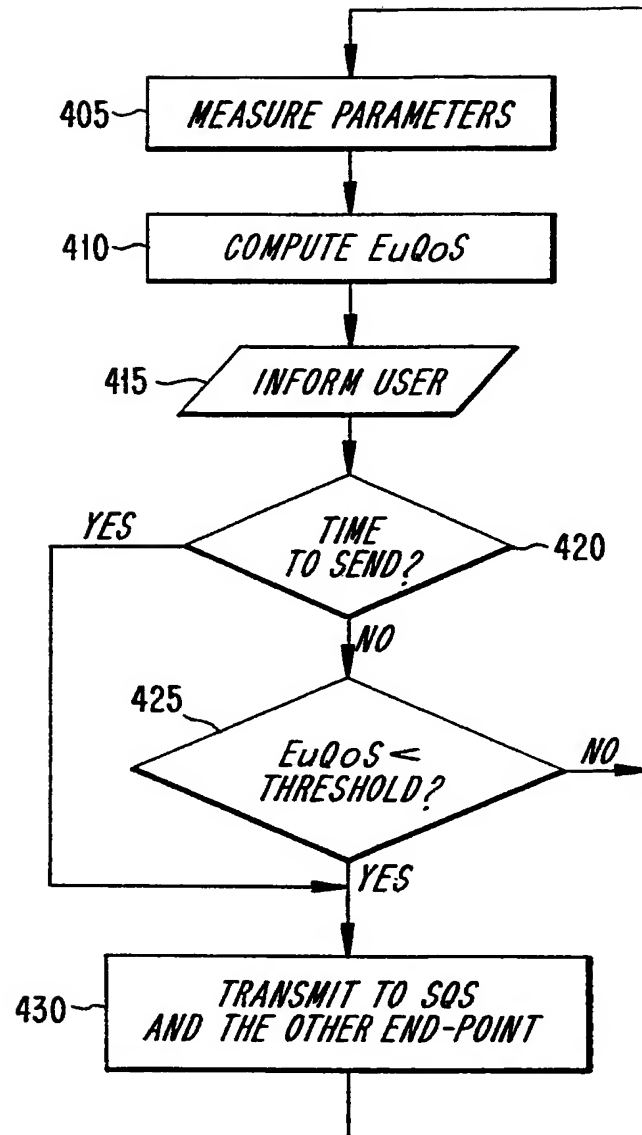 405
MEASURE PARAMETERS
410
COMPUTE EuQoS
415
INFORM USER
YES
TIME
TO SEND?
420
NO
425
EuQoS <
THRESHOLD?
NO
YES
430
TRANSMIT TO SQS
AND THE OTHER END-POINT